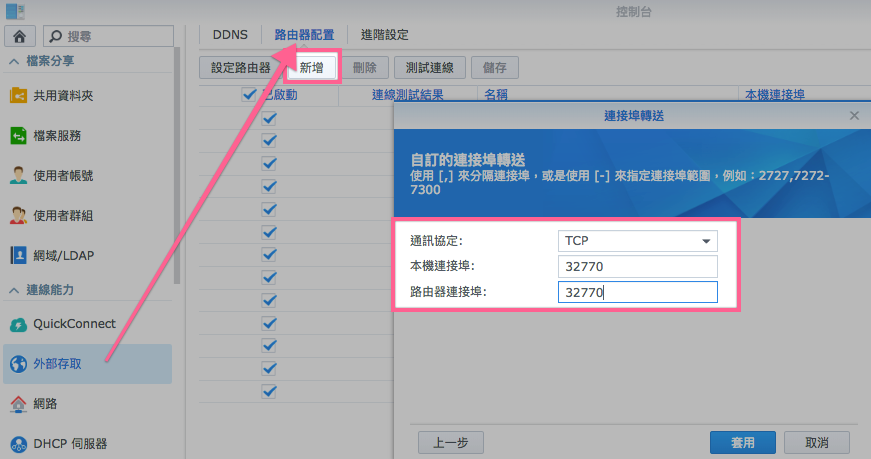 控制台
搜尋
檔案分享
共用資料夾
檔案服務
使用者帳號
使用者群組
網域/LDAP
連線能力
QuickConnect
外部存取
網路
DHCP 伺服器
DDNS 路由器配置 進階設定
設定路由器 新增 刪除 測試連線 儲存
已啟動 連線測試結果 名稱 本機連接埠
連接埠轉送
自訂的連接埠轉送
使用 [,] 來分隔連接埠，或是使用 [-] 來指定連接埠範圍，例如：2727,7272-
7300
通訊協定: TCP
本機連接埠: 32770
路由器連接埠: 32770
上一步 套用 取消